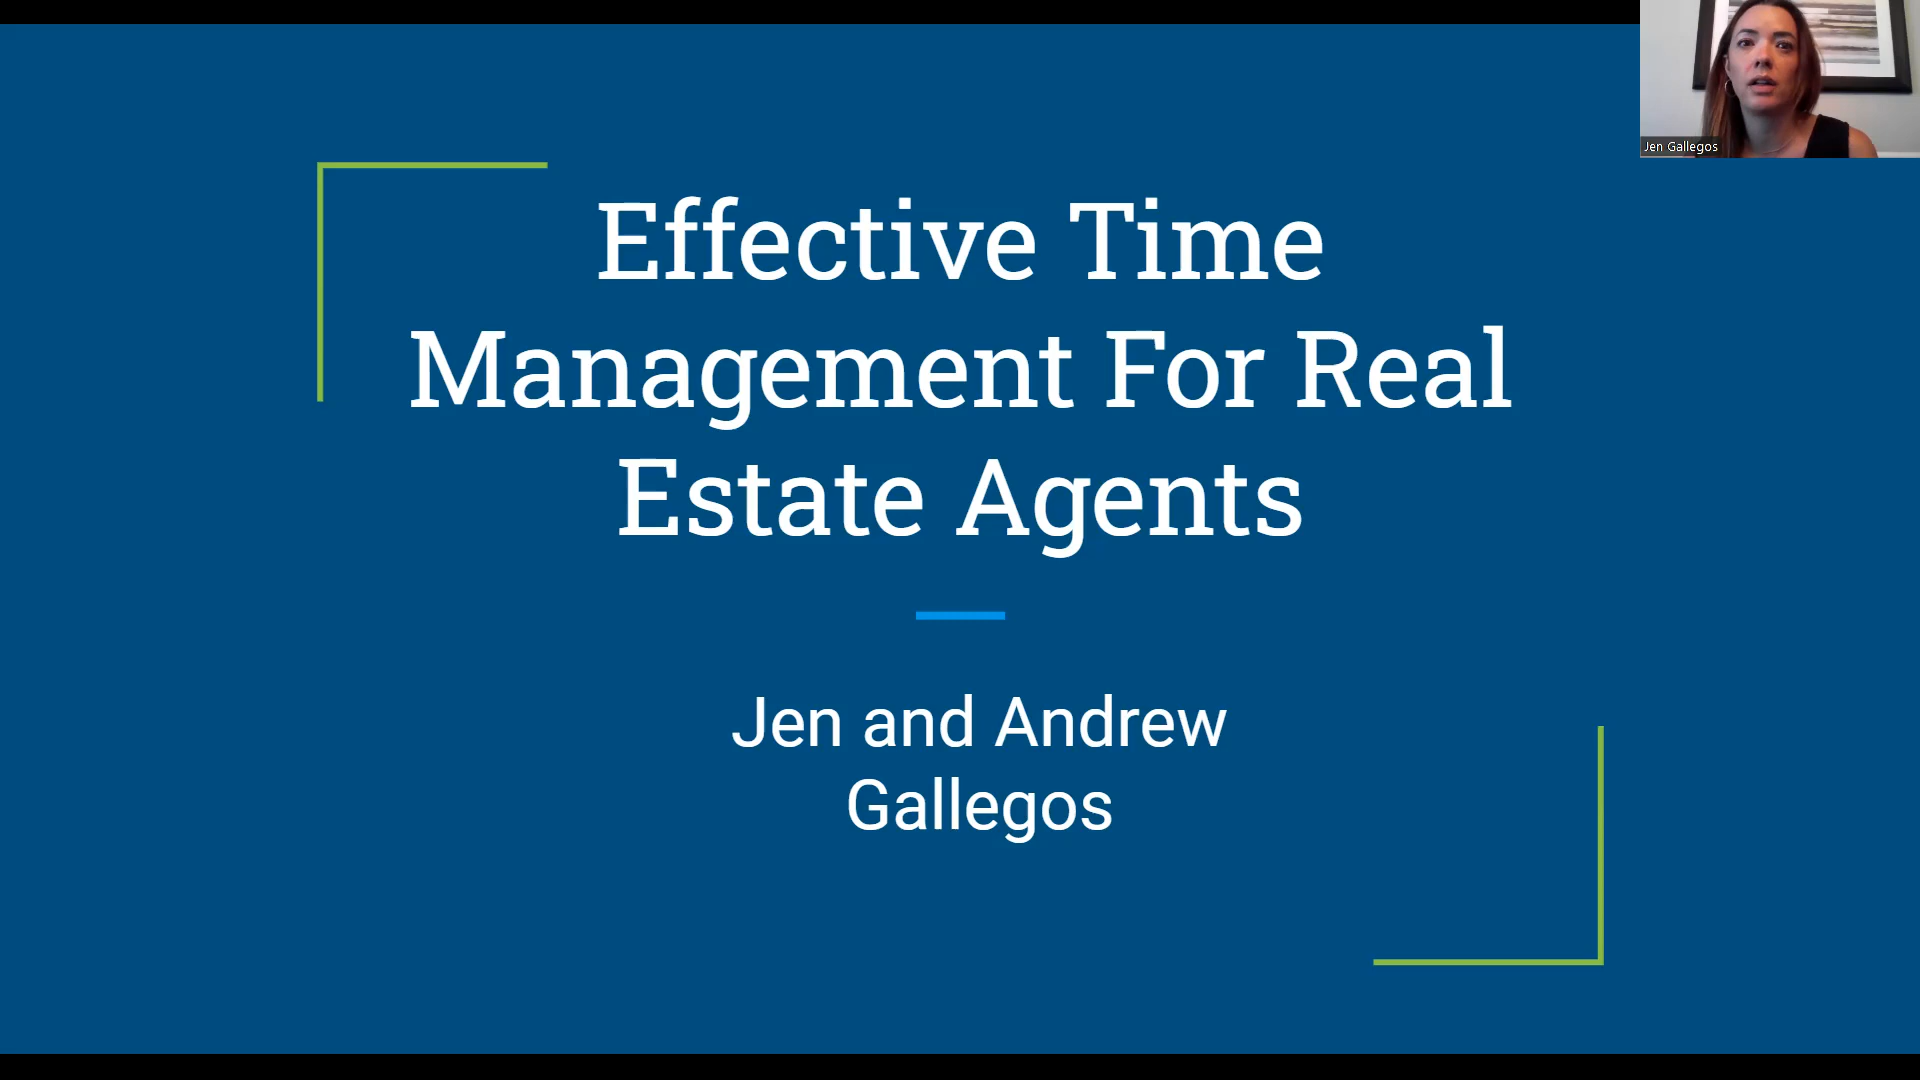 Jen Gallegos
Effective Time
Management For Real
Estate Agents
Jen and Andrew
Gallegos